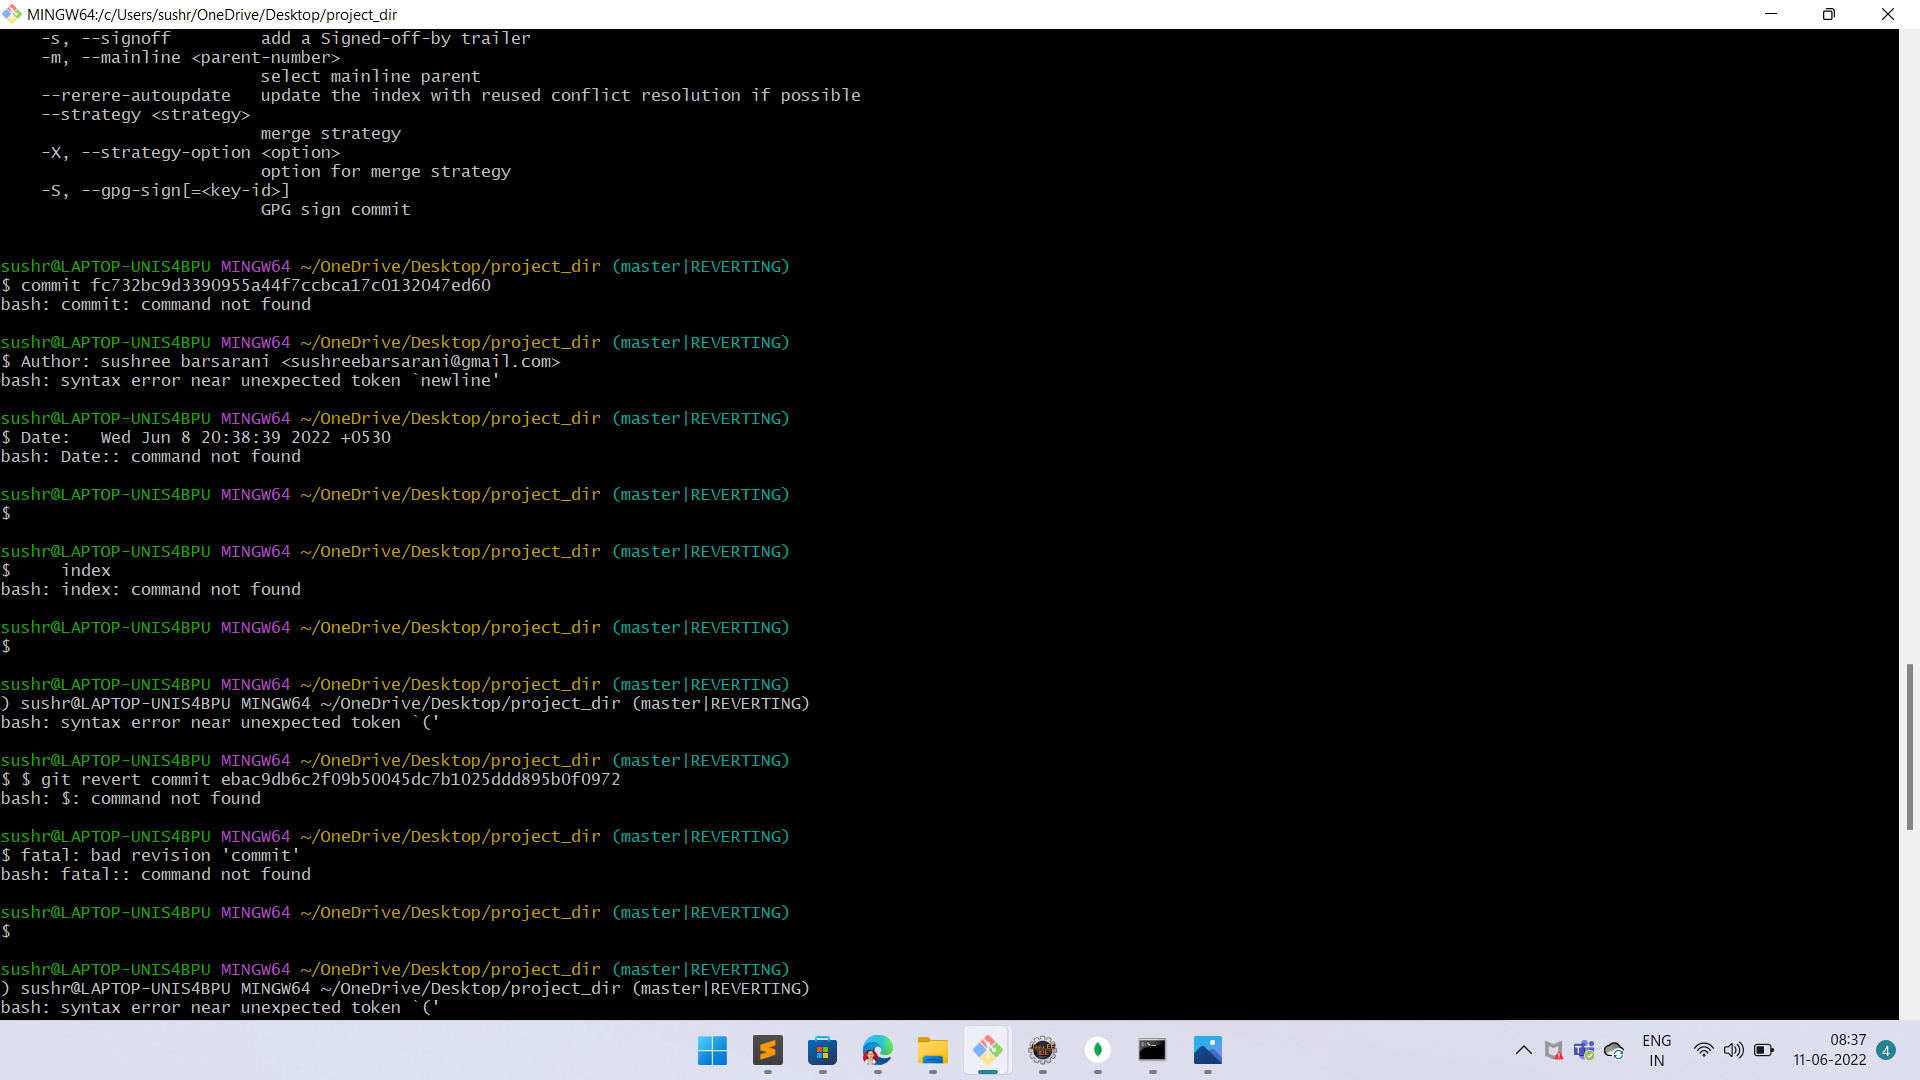 MINGW64:/c/Users/sushr/OneDrive/Desktop/project_dir
-s, --signoff         add a Signed-off-by trailer
-m, --mainline <parent-number>
select mainline parent
--rerere-autoupdate   update the index with reused conflict resolution if possible
--strategy <strategy>
merge strategy
-X, --strategy-option <option>
option for merge strategy
-S, --gpg-sign[=<key-id>]
GPG sign commit
sushr@LAPTOP-UNIS4BPU MINGW64 ~/OneDrive/Desktop/project_dir (master|REVERTING)
$ commit fc732bc9d3390955a44f7ccbca17c0132047ed60
bash: commit: command not found
sushr@LAPTOP-UNIS4BPU MINGW64 ~/OneDrive/Desktop/project_dir (master|REVERTING)
$ Author: sushree barsarani <sushreebarsarani@gmail.com>
bash: syntax error near unexpected token `newline'
sushr@LAPTOP-UNIS4BPU MINGW64 ~/OneDrive/Desktop/project_dir (master|REVERTING)
$ Date:   Wed Jun 8 20:38:39 2022 +0530
bash: Date:: command not found
sushr@LAPTOP-UNIS4BPU MINGW64 ~/OneDrive/Desktop/project_dir (master|REVERTING)
$
sushr@LAPTOP-UNIS4BPU MINGW64 ~/OneDrive/Desktop/project_dir (master|REVERTING)
$     index
bash: index: command not found
sushr@LAPTOP-UNIS4BPU MINGW64 ~/OneDrive/Desktop/project_dir (master|REVERTING)
$
sushr@LAPTOP-UNIS4BPU MINGW64 ~/OneDrive/Desktop/project_dir (master|REVERTING)
) sushr@LAPTOP-UNIS4BPU MINGW64 ~/OneDrive/Desktop/project_dir (master|REVERTING)
bash: syntax error near unexpected token `('
sushr@LAPTOP-UNIS4BPU MINGW64 ~/OneDrive/Desktop/project_dir (master|REVERTING)
$ $ git revert commit ebac9db6c2f09b50045dc7b1025ddd895b0f0972
bash: $: command not found
sushr@LAPTOP-UNIS4BPU MINGW64 ~/OneDrive/Desktop/project_dir (master|REVERTING)
$ fatal: bad revision 'commit'
bash: fatal:: command not found
sushr@LAPTOP-UNIS4BPU MINGW64 ~/OneDrive/Desktop/project_dir (master|REVERTING)
$
sushr@LAPTOP-UNIS4BPU MINGW64 ~/OneDrive/Desktop/project_dir (master|REVERTING)
) sushr@LAPTOP-UNIS4BPU MINGW64 ~/OneDrive/Desktop/project_dir (master|REVERTING)
bash: syntax error near unexpected token `('
ENG
IN
08:37
11-06-2022
4